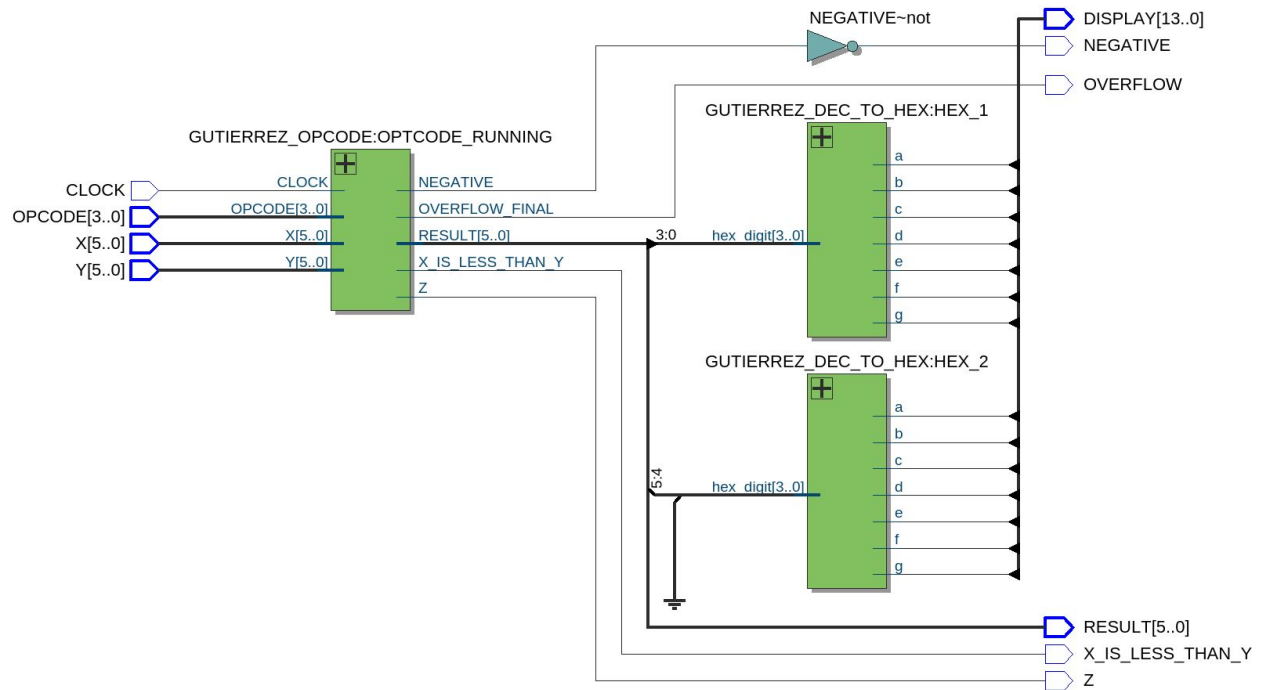 NEGATIVE~not
DISPLAY[13..0]
NEGATIVE
OVERFLOW
GUTIERREZ_DEC_TO_HEX:HEX_1
a
b
c
d
e
f
g
hex_digit[3..0]
3:0
GUTIERREZ_OPCODE:OPTCODE_RUNNING
CLOCK
OPCODE[3..0]
X[5..0]
Y[5..0]
CLOCK
OPCODE[3..0]
X[5..0]
Y[5..0]
NEGATIVE
OVERFLOW_FINAL
RESULT[5..0]
X_IS_LESS_THAN_Y
Z
GUTIERREZ_DEC_TO_HEX:HEX_2
5:4
hex_digit[3..0]
a
b
c
d
e
f
g
RESULT[5..0]
X_IS_LESS_THAN_Y
Z